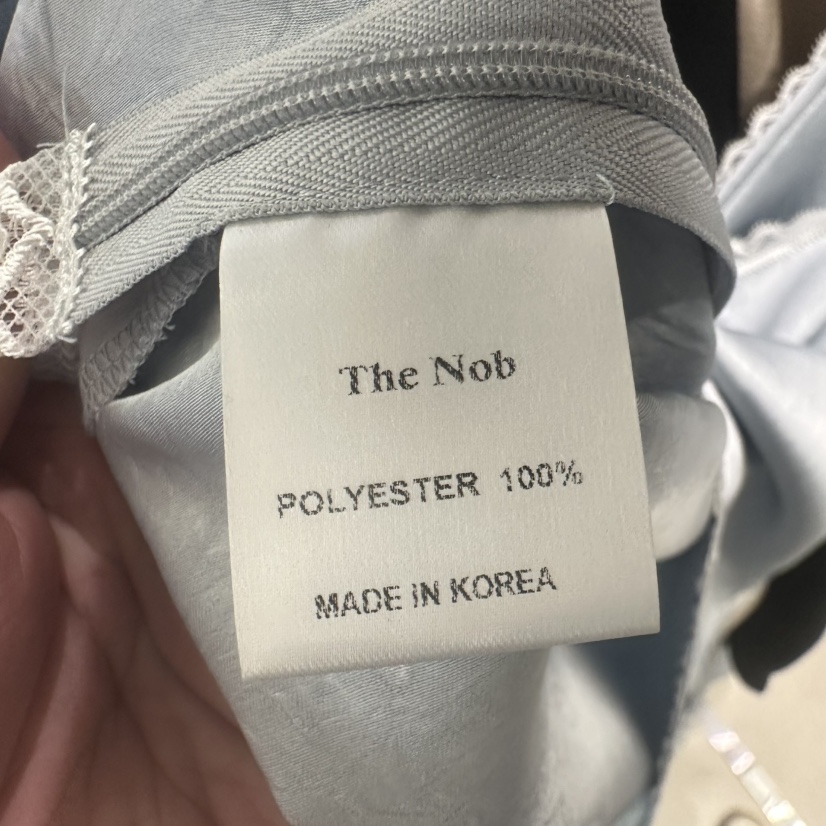 The Nob
POLYESTER 100%
MADE IN KOREA